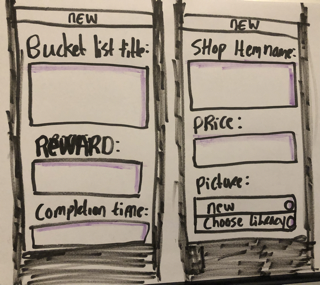 NEW
Bucket list title:
REWARD:
Completion time:
NEW
SHOP Item name:
PRice:
picture:
new
Choose Library